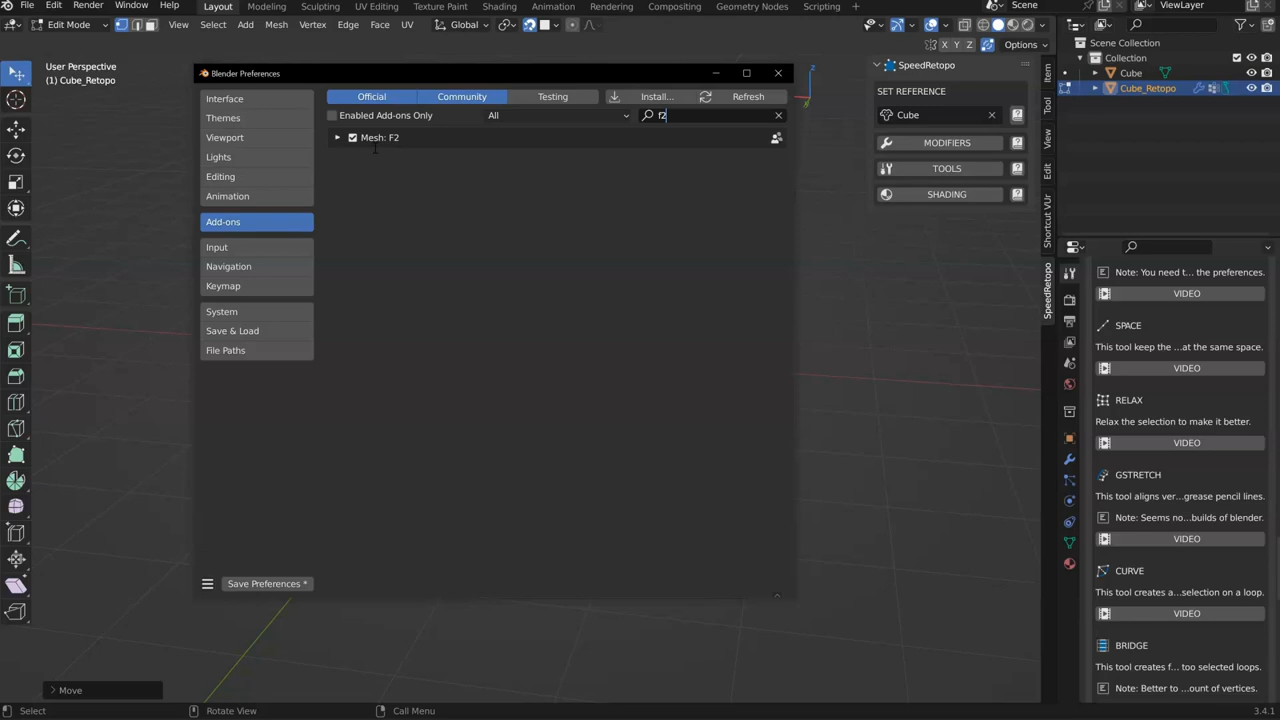 File Edit Render Window Help Layout Modeling Sculpting UV Editing Texture Paint Shading Animation Rendering Compositing Geometry Nodes Scripting Scene ViewLayer
Edit Mode View Select Add Mesh Vertex Edge Face UV Global
X Y Z Options
User Perspective
(1) Cube_Retopo
Blender Preferences
Interface
Themes
Viewport
Lights
Editing
Animation
Add-ons
Input
Navigation
Keymap
System
Save & Load
File Paths
Save Preferences *
Official Community Testing Install... Refresh
Enabled Add-ons Only All f2
Mesh: F2
Z
SpeedRetopo
SET REFERENCE
Cube
MODIFIERS
TOOLS
SHADING
Item
Tool
View
Edit
Shortcut VUr
SpeedRetopo
Scene Collection
Collection
Cube
Cube_Retopo
Note: You need t... the preferences.
VIDEO
SPACE
This tool keep the ...at the same space.
VIDEO
RELAX
Relax the selection to make it better.
VIDEO
GSTRETCH
This tool aligns ver...grease pencil lines.
Note: Seems no...builds of blender.
VIDEO
CURVE
This tool creates a...selection on a loop.
VIDEO
BRIDGE
This tool creates f... too selected loops.
Note: Better to ...ount of vertices.
Move
Select Rotate View Call Menu 3.4.1